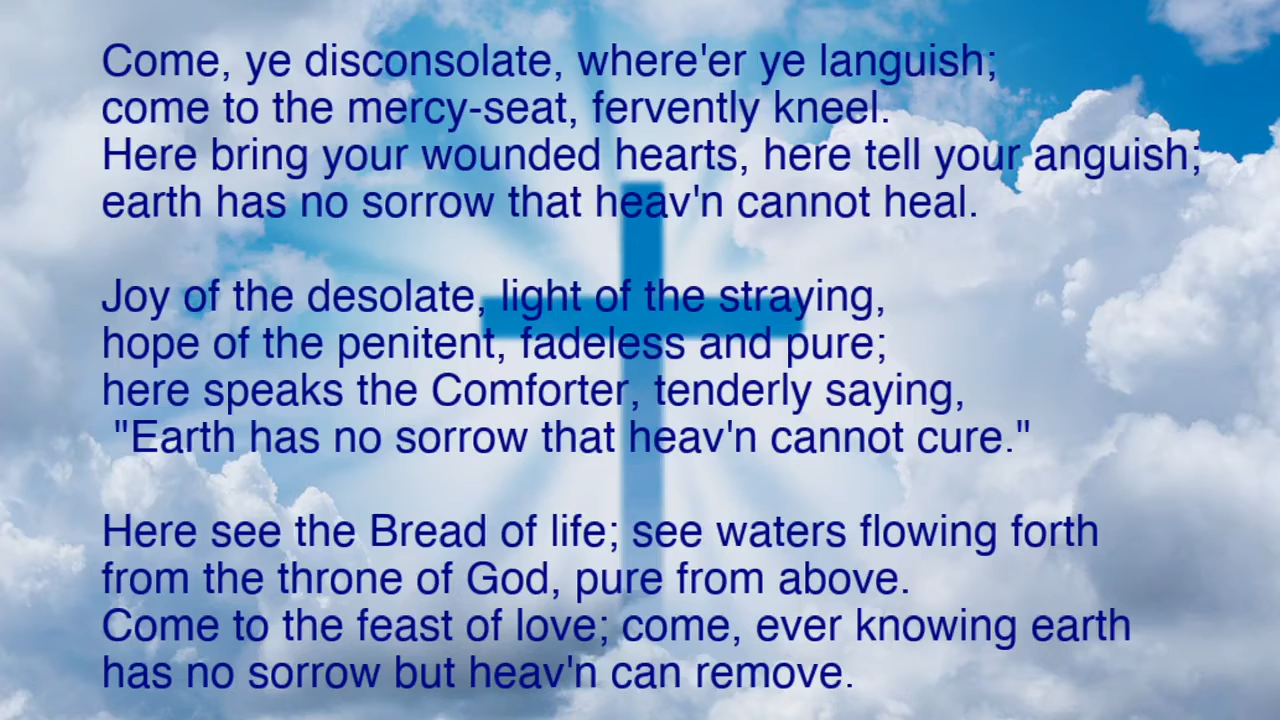 Come, ye disconsolate, where'er ye languish;
come to the mercy-seat, fervently kneel.
Here bring your wounded hearts, here tell your anguish;
earth has no sorrow that heav'n cannot heal.
Joy of the desolate, light of the straying,
hope of the penitent, fadeless and pure;
here speaks the Comforter, tenderly saying,
"Earth has no sorrow that heav'n cannot cure."
Here see the Bread of life; see waters flowing forth
from the throne of God, pure from above.
Come to the feast of love; come, ever knowing earth
has no sorrow but heav'n can remove.